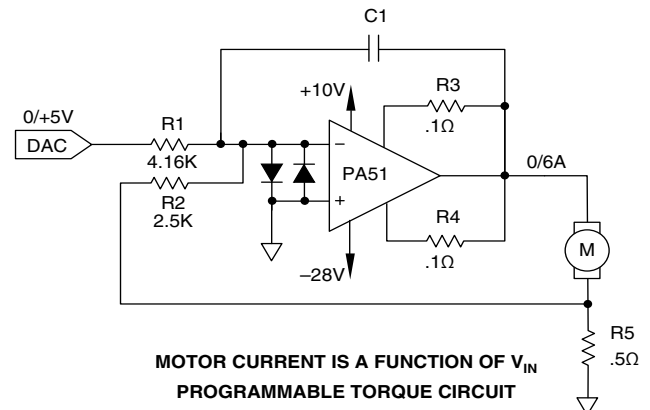 C1
+10V
R3
.1Ω
0/+5V
DAC
R1
4.16K
R2
2.5K
−
+
PA51
0/6A
R4
.1Ω
–28V
M
R5
.5Ω
MOTOR CURRENT IS A FUNCTION OF VIN
PROGRAMMABLE TORQUE CIRCUIT